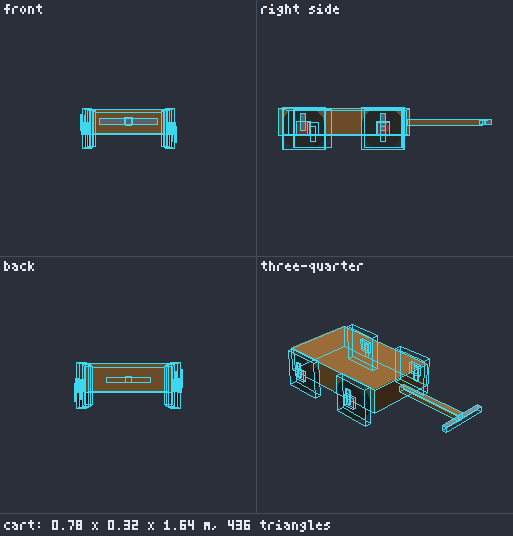 front
right side
back
three-quarter
cart: 0.78 x 0.32 x 1.64 m, 436 triangles